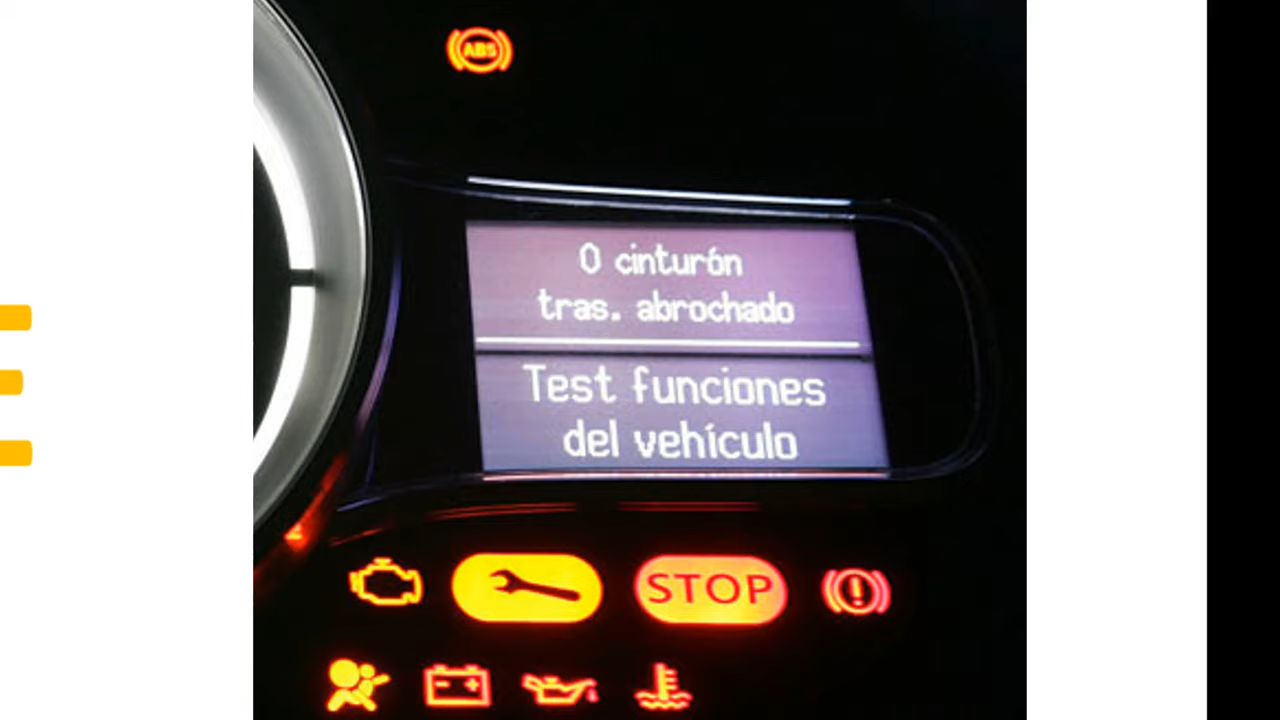 ABS
0 cinturón
tras. abrochado
Test funciones
del vehículo
STOP